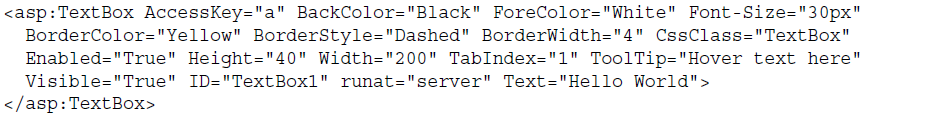 <asp:TextBox AccessKey="a" BackColor="Black" ForeColor="White" Font-Size="30px"
BorderColor="Yellow" BorderStyle="Dashed" BorderWidth="4" CssClass="TextBox"
Enabled="True" Height="40" Width="200" TabIndex="1" ToolTip="Hover text here"
Visible="True" ID="TextBox1" runat="server" Text="Hello World">
</asp:TextBox>